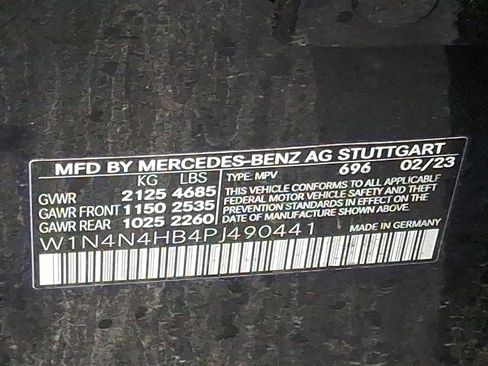 MFD BY MERCEDES-BENZ AG STUTTGART
KG LBS TYPE: MPV 696 02/23
GVWR 2125 4685 THIS VEHICLE CONFORMS TO ALL APPLICABLE
GAWR FRONT 1150 2535 FEDERAL MOTOR VEHICLE SAFETY AND THEFT
GAWR REAR 1025 2260 PREVENTION STANDARDS IN EFFECT ON THE
DATE OF MANUFACTURE SHOWN ABOVE.
W1N4N4HB4PJ490441 MADE IN GERMANY